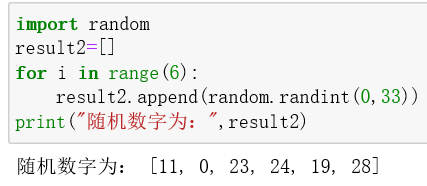 import random
result2=[]
for i in range(6):
    result2.append(random.randint(0,33))
print("随机数字为：",result2)
随机数字为： [11, 0, 23, 24, 19, 28]